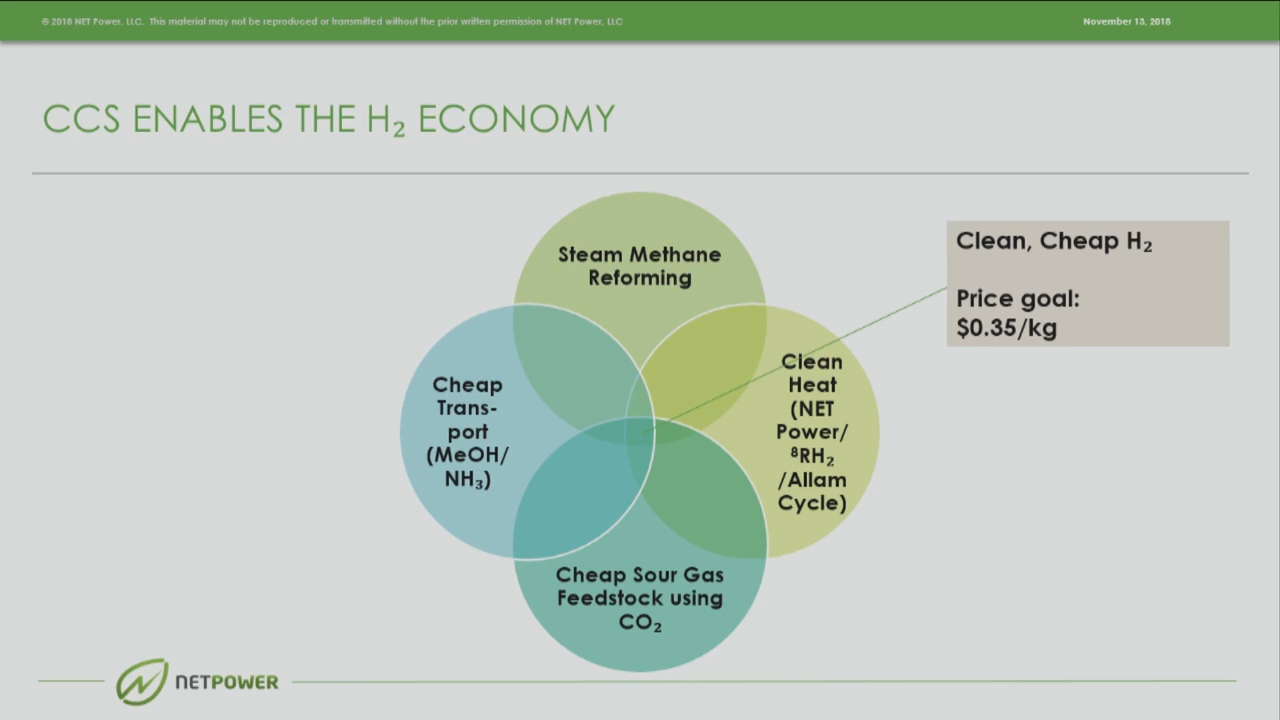 © 2018 NET Power, LLC. This material may not be reproduced or transmitted without the prior written permission of NET Power, LLC
November 13, 2018
CCS ENABLES THE H₂ ECONOMY
Steam Methane
Reforming
Clean, Cheap H₂
Price goal:
$0.35/kg
Cheap
Trans-
port
(MeOH/
NH₃)
Clean
Heat
(NET
Power/
⁸RH₂
/Allam
Cycle)
Cheap Sour Gas
Feedstock using
CO₂
NETPOWER